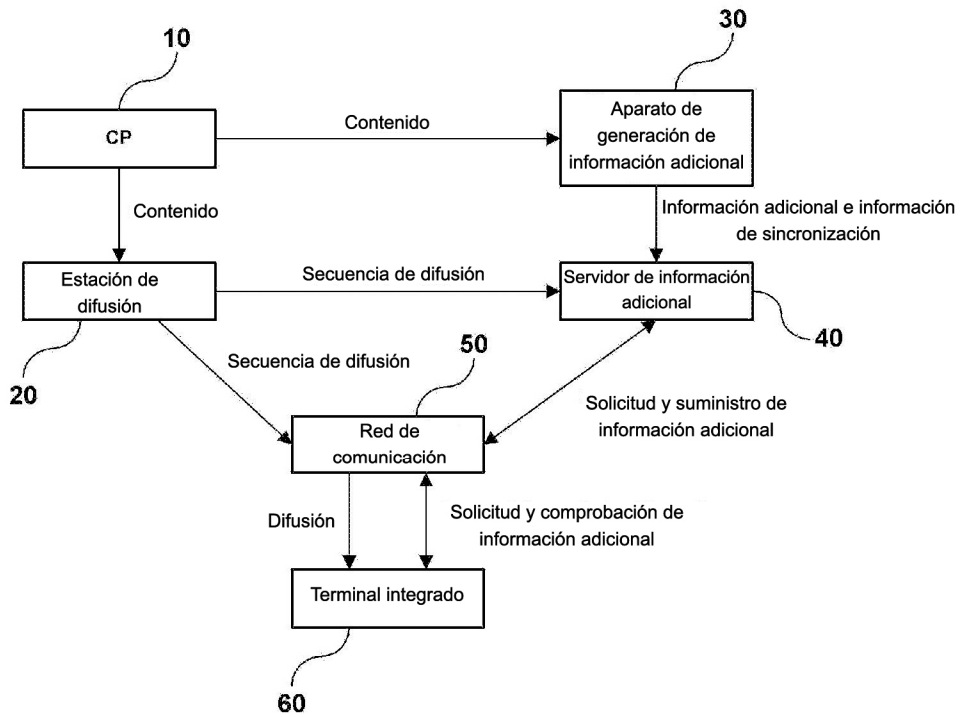 10
30
CP
Contenido
Aparato de
generación de
información adicional
Contenido
Información adicional e información
de sincronización
Estación de
difusión
Secuencia de difusión
Servidor de información
adicional
20
Secuencia de difusión
50
40
Solicitud y suministro de
información adicional
Red de
comunicación
Difusión
Solicitud y comprobación de
información adicional
Terminal integrado
60